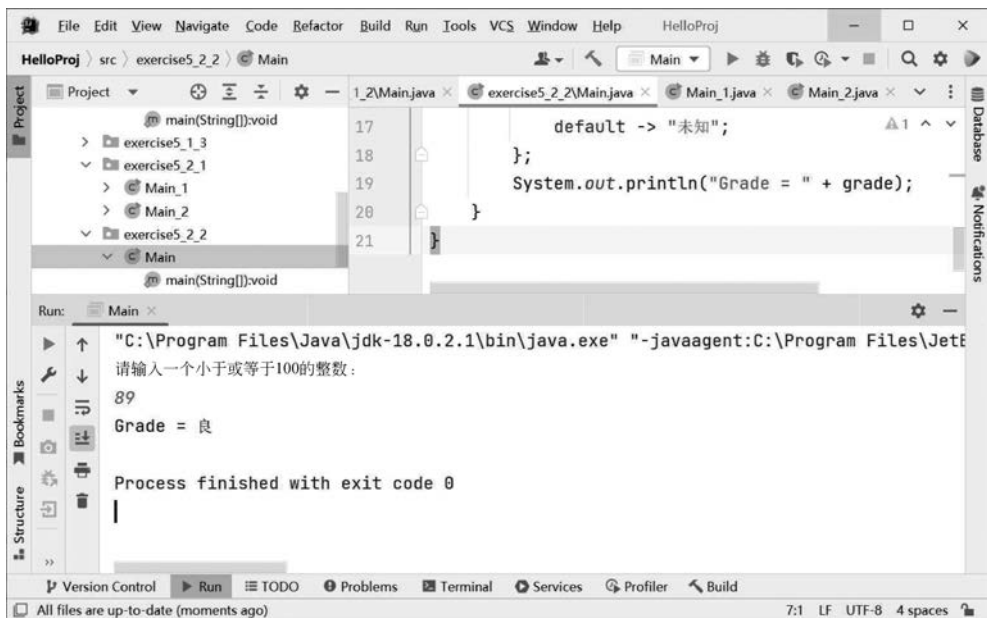 File Edit View Navigate Code Refactor Build Run Tools VCS Window Help HelloProj
HelloProj 〉 src 〉 exercise5_2_2 〉 Main
Main
Project
1_2\Main.java
exercise5_2_2\Main.java
Main_1.java
Main_2.java
Project
main(String[]):void
exercise5_1_3
exercise5_2_1
Main_1
Main_2
exercise5_2_2
Main
main(String[]):void
17 default -> "未知";
18 };
19 System.out.println("Grade = " + grade);
20 }
21 }
1
Database
Notifications
Run: Main
"C:\Program Files\Java\jdk-18.0.2.1\bin\java.exe" "-javaagent:C:\Program Files\JetB
请输入一个小于或等于100的整数：
89
Grade = 良
Process finished with exit code 0
Bookmarks
Structure
Version Control Run TODO Problems Terminal Services Profiler Build
All files are up-to-date (moments ago) 7:1 LF UTF-8 4 spaces